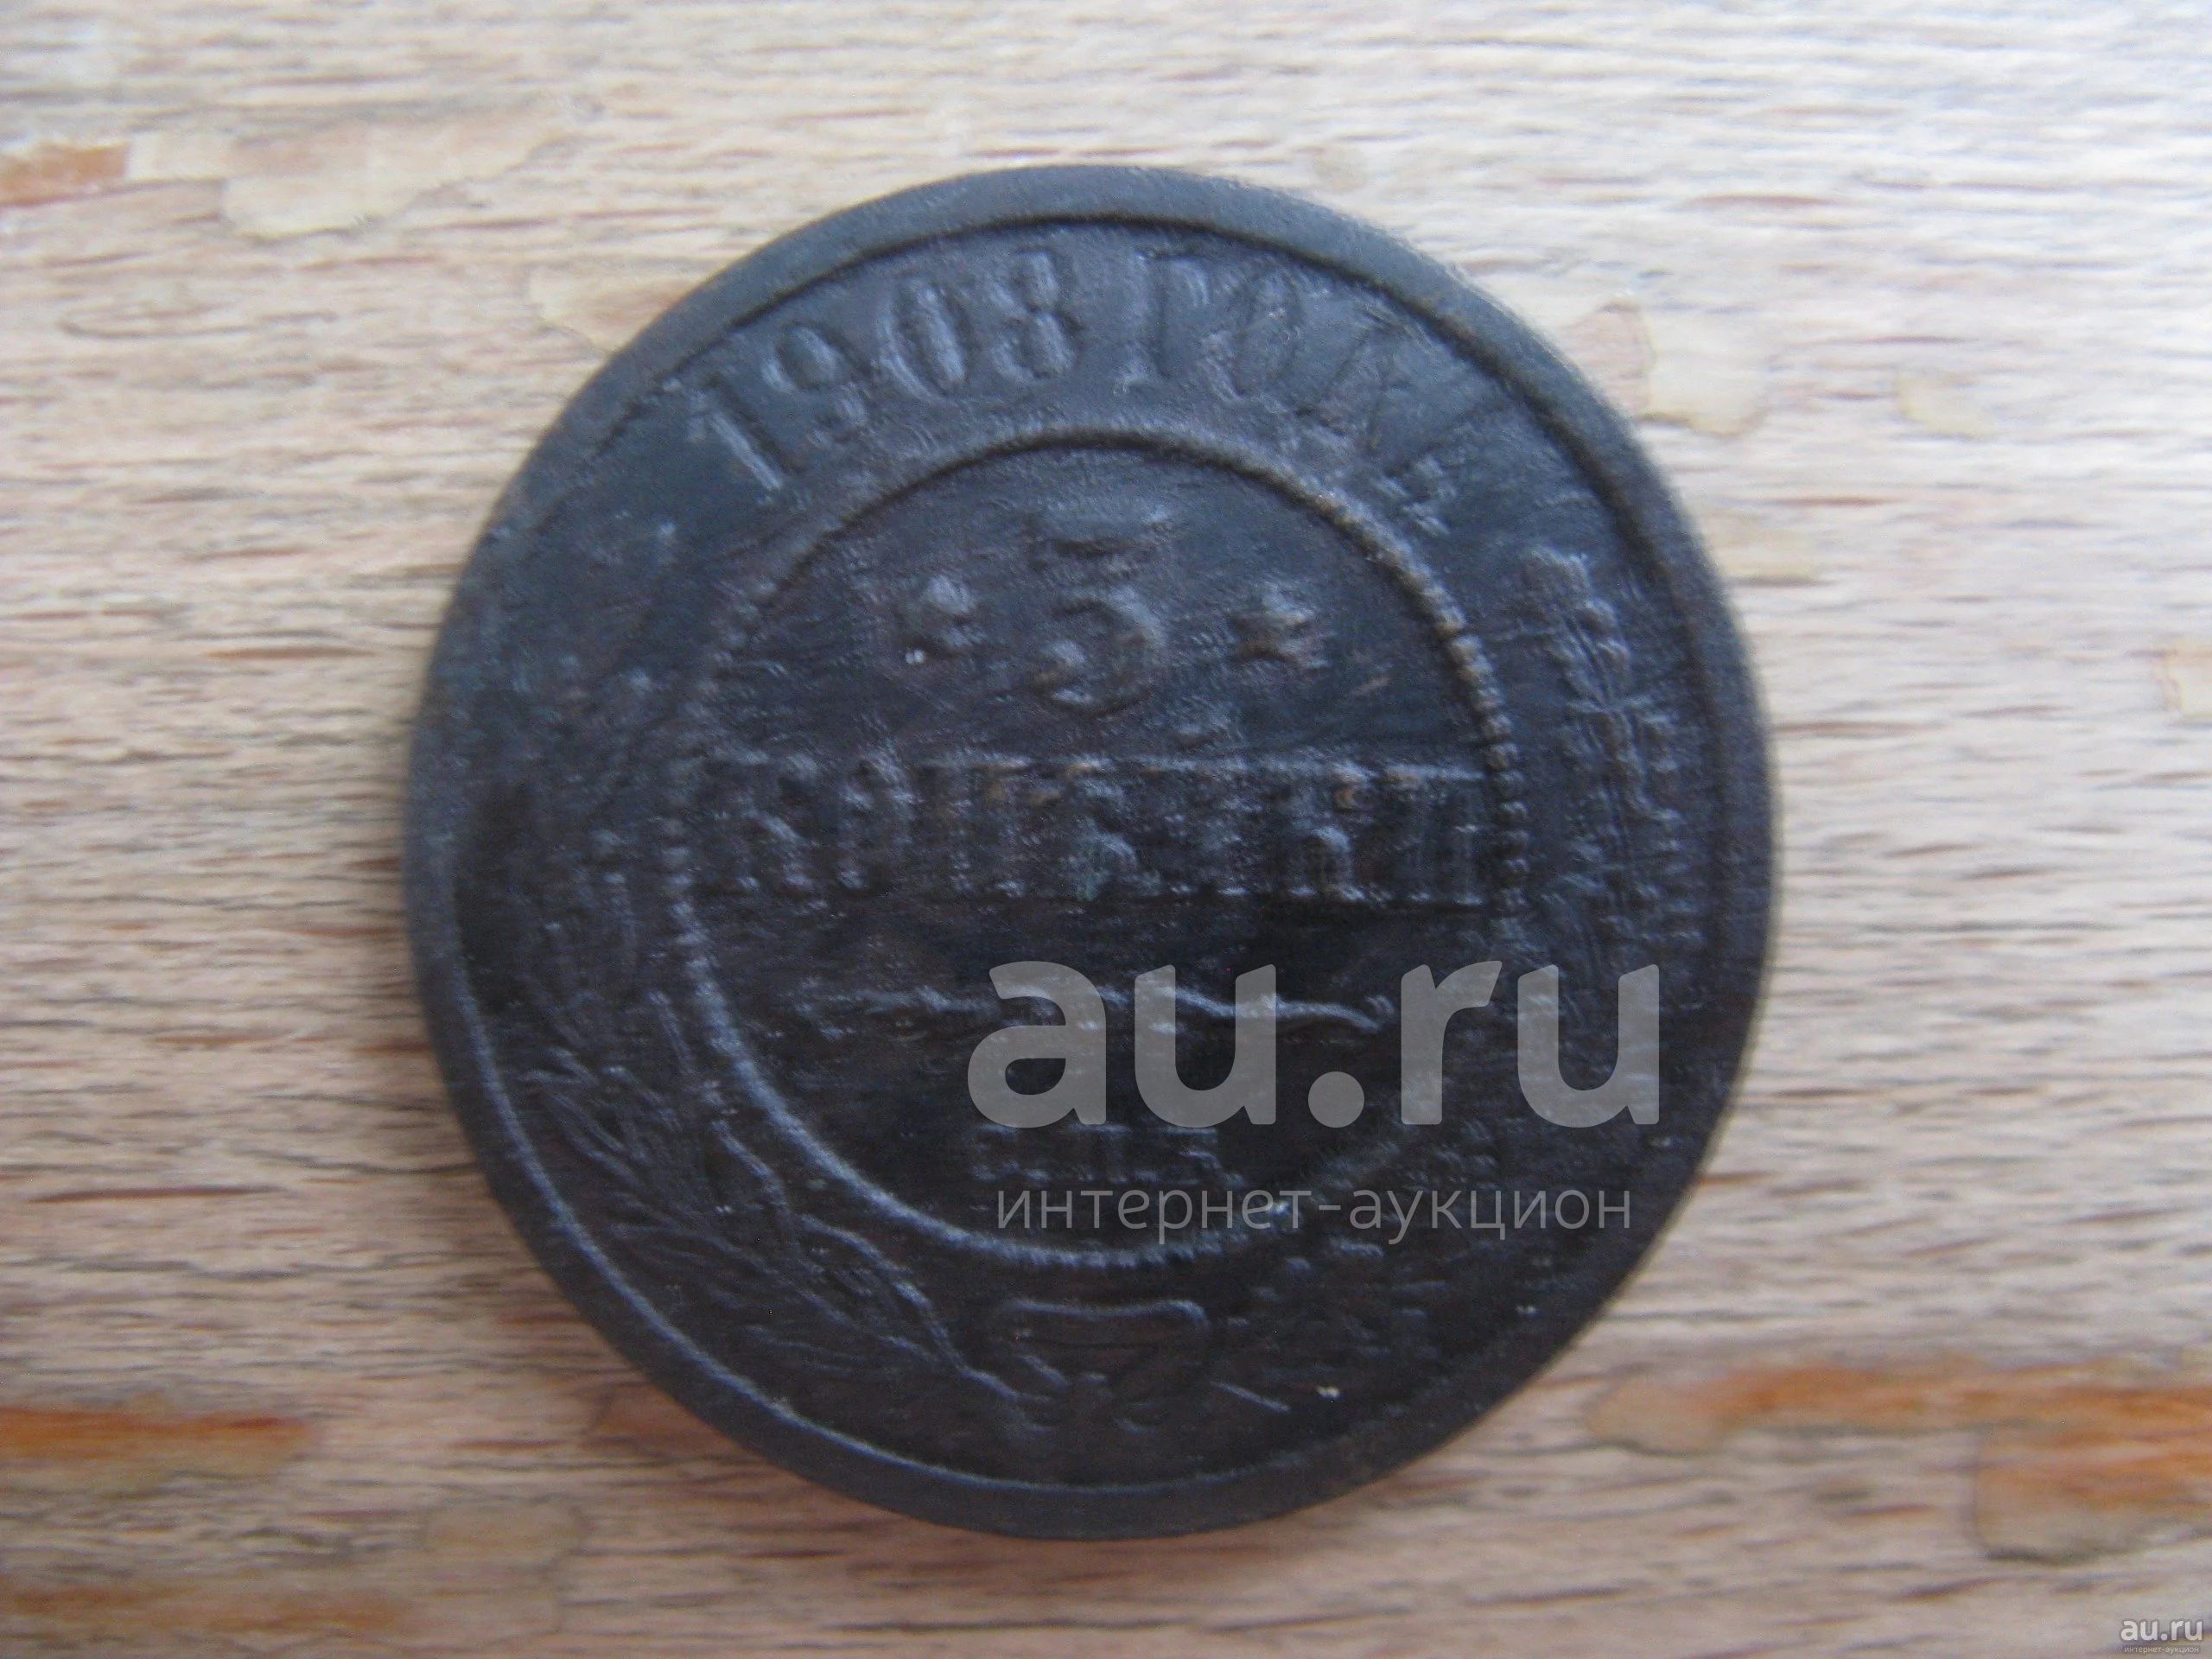 1908 ГОДА.
3
КОПѢЙКИ
au.ru
С.П.Б.
интернет-аукцион
au.ru
интернет-аукцион